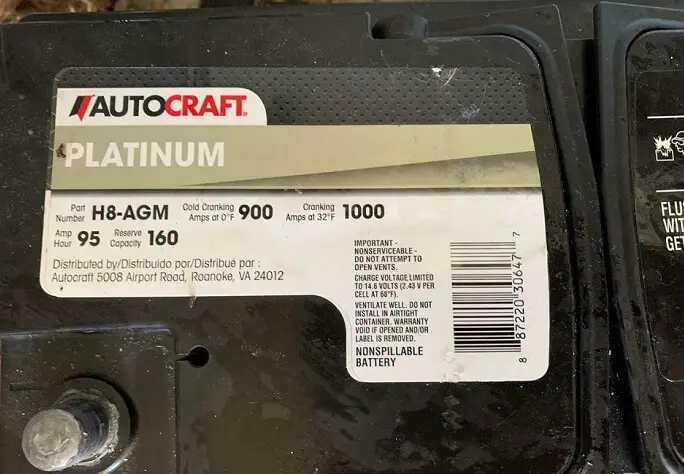 AUTOCRAFT.
PLATINUM
Part Number H8-AGM Cold Cranking Amps at 0°F 900 Cranking Amps at 32°F 1000
Amp Hour 95 Reserve Capacity 160
Distributed by/Distribuido por/Distribué par :
Autocraft 5008 Airport Road, Roanoke, VA 24012
IMPORTANT -
NONSERVICEABLE -
DO NOT ATTEMPT TO
OPEN VENTS.
CHARGE VOLTAGE LIMITED
TO 14.6 VOLTS (2.43 V PER
CELL AT 68°F).
VENTILATE WELL. DO NOT
INSTALL IN AIRTIGHT
CONTAINER. WARRANTY
VOID IF OPENED AND/OR
LABEL IS REMOVED.
NONSPILLABLE
BATTERY
8 87220 30647 7
FLUS
WIT
GET